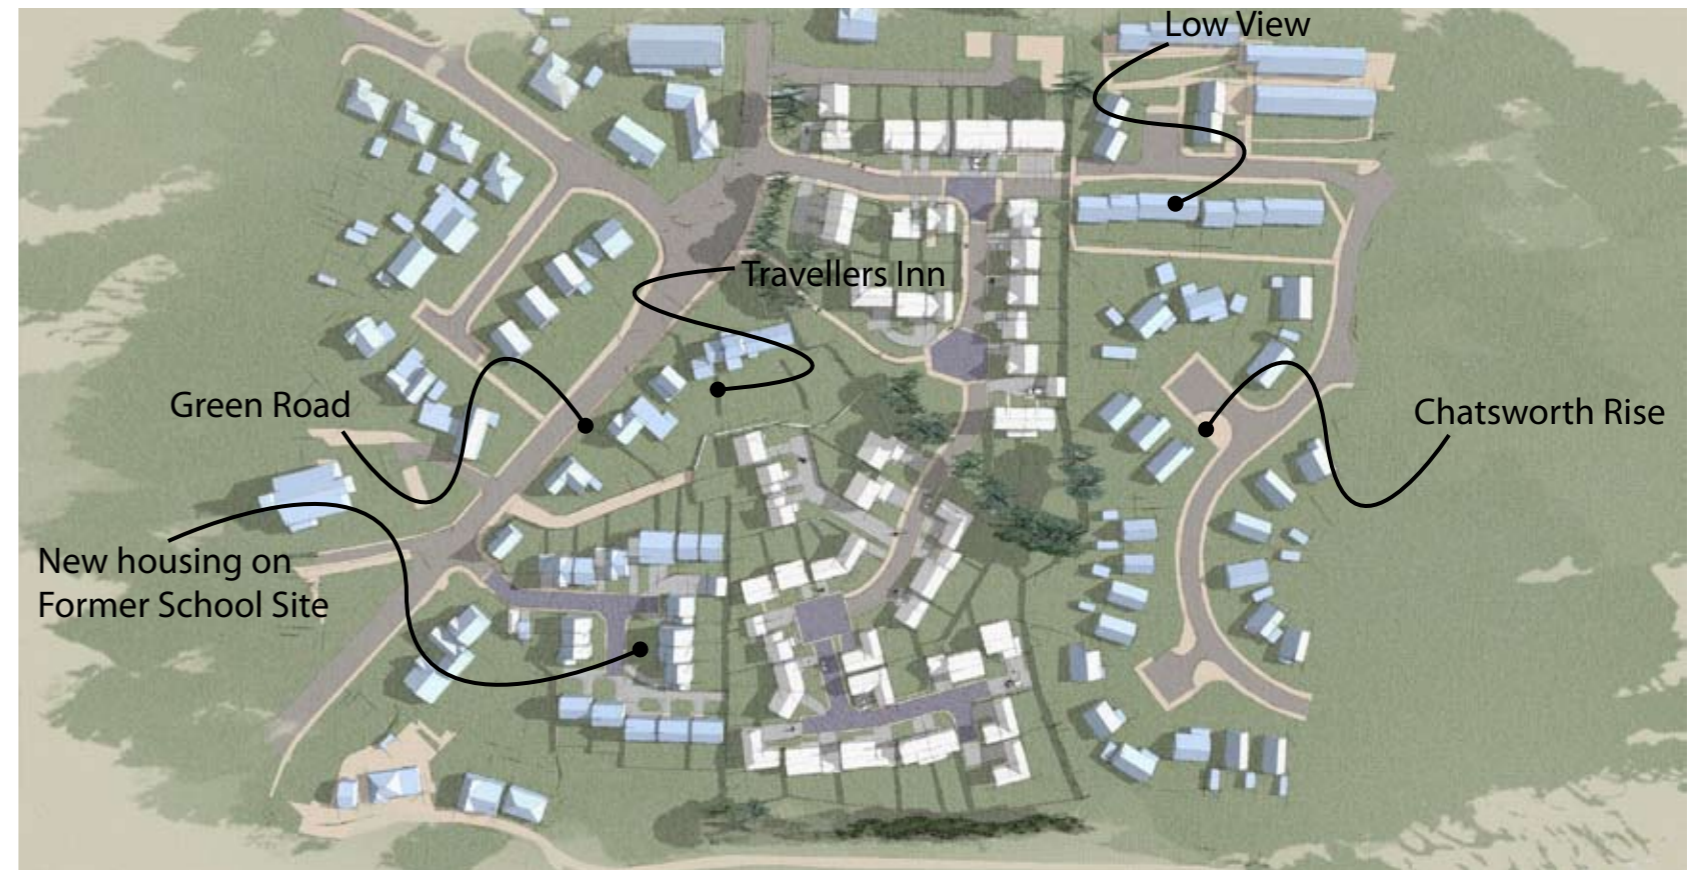 Low View
Travellers Inn
Green Road
Chatsworth Rise
New housing on
Former School Site